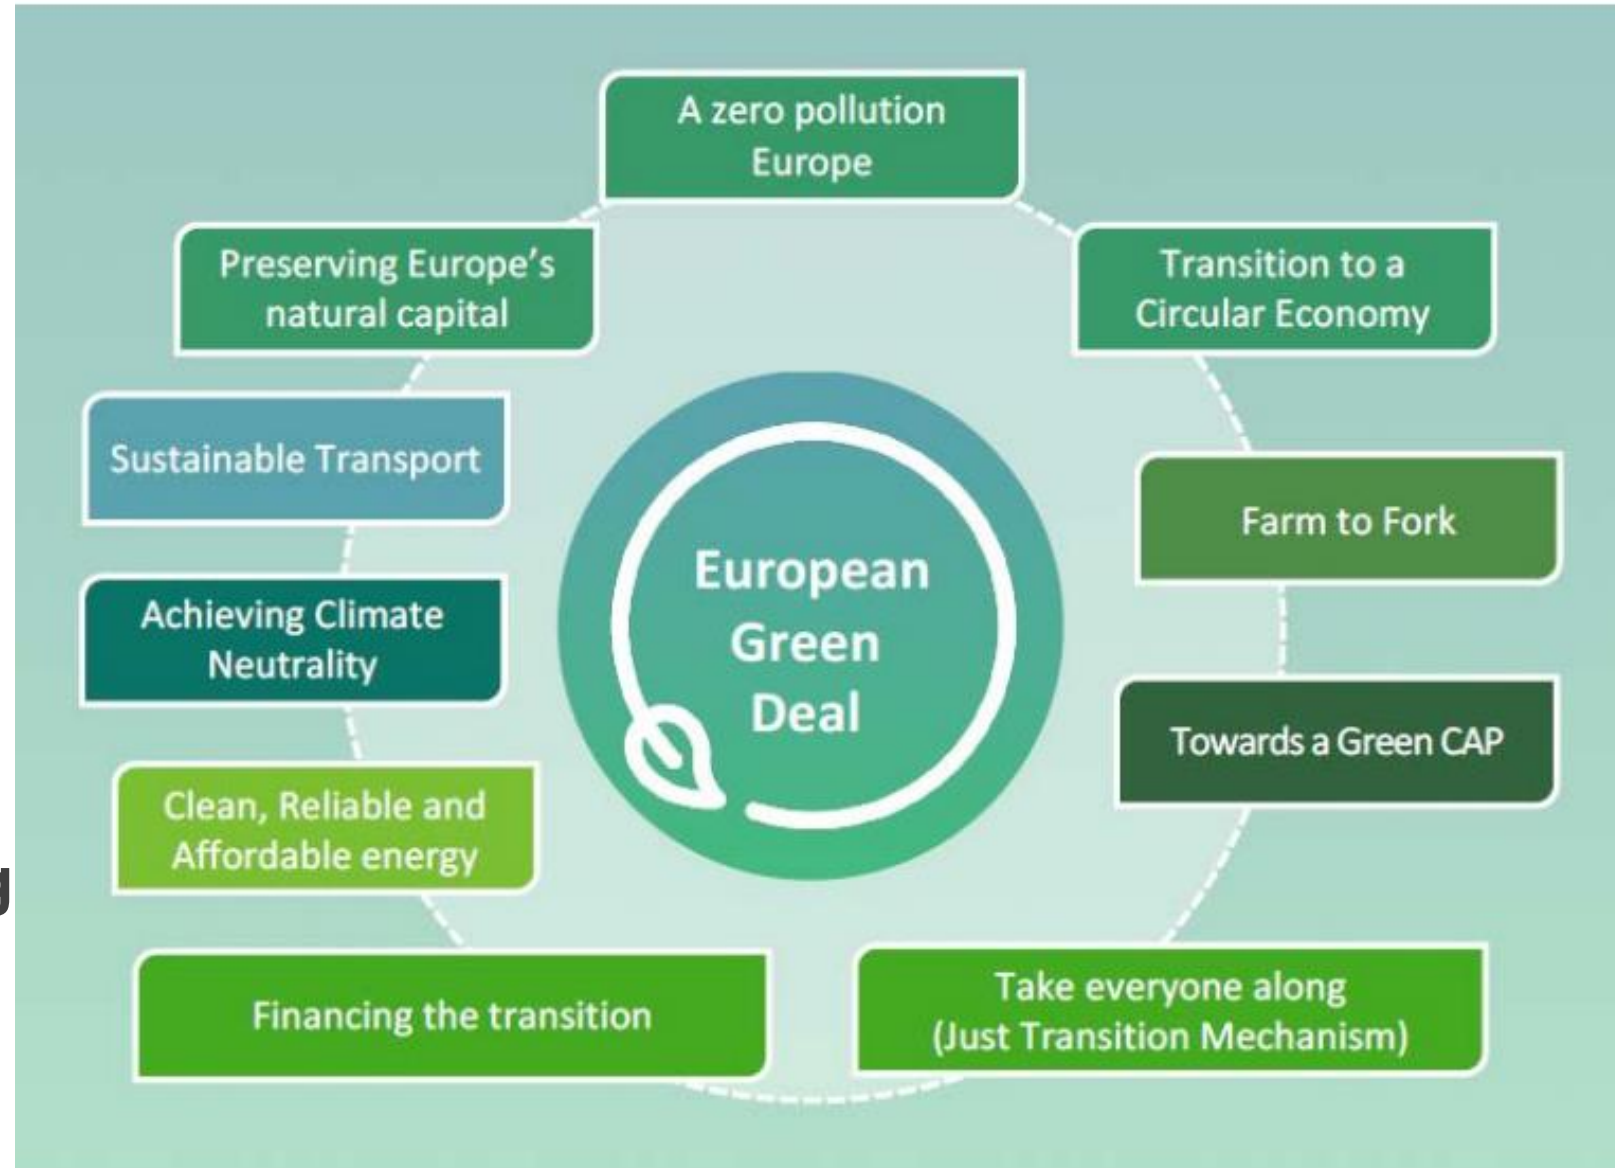 A zero pollution
Europe
Preserving Europe's
natural capital
Transition to a
Circular Economy
Sustainable Transport
Farm to Fork
European
Green
Deal
Achieving Climate
Neutrality
Towards a Green CAP
Clean, Reliable and
Affordable energy
g
Financing the transition
Take everyone along
(Just Transition Mechanism)